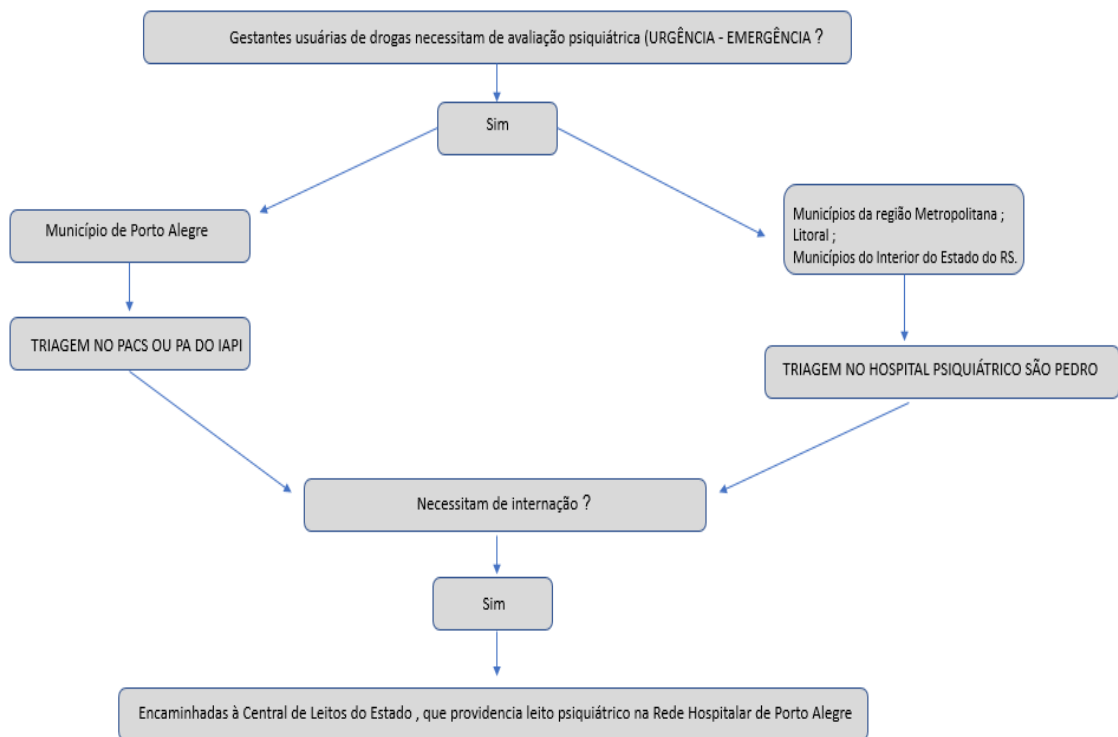 Gestantes usuárias de drogas necessitam de avaliação psiquiátrica (URGÊNCIA - EMERGÊNCIA ?
Sim
Município de Porto Alegre
Municípios da região Metropolitana ;
Litoral ;
Municípios do Interior do Estado do RS.
TRIAGEM NO PACS OU PA DO IAPI
TRIAGEM NO HOSPITAL PSIQUIÁTRICO SÃO PEDRO
Necessitam de internação ?
Sim
Encaminhadas à Central de Leitos do Estado , que providencia leito psiquiátrico na Rede Hospitalar de Porto Alegre